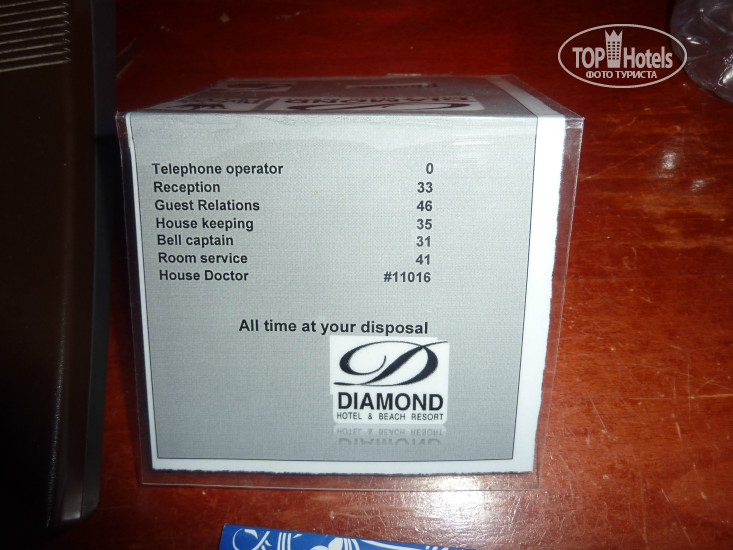 TOP Hotels
ФОТО ТУРИСТА
DIAMOND
Telephone operator 0
Reception 33
Guest Relations 46
House keeping 35
Bell captain 31
Room service 41
House Doctor #11016
All time at your disposal
D
DIAMOND
HOTEL & BEACH RESORT